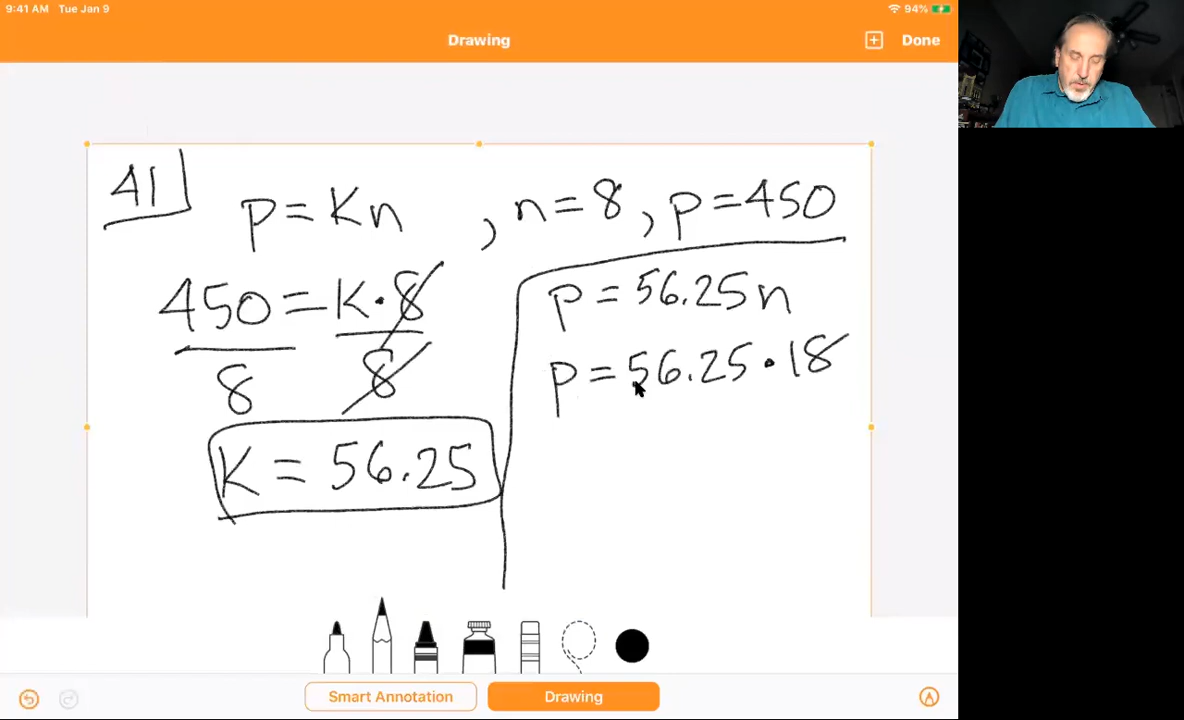 9:41 AM Tue Jan 9
94%
Drawing
Done
41
p = Kn , n = 8 , p = 450
450 = K · 8
8 8
K = 56.25
p = 56.25n
p = 56.25 · 18
Smart Annotation
Drawing